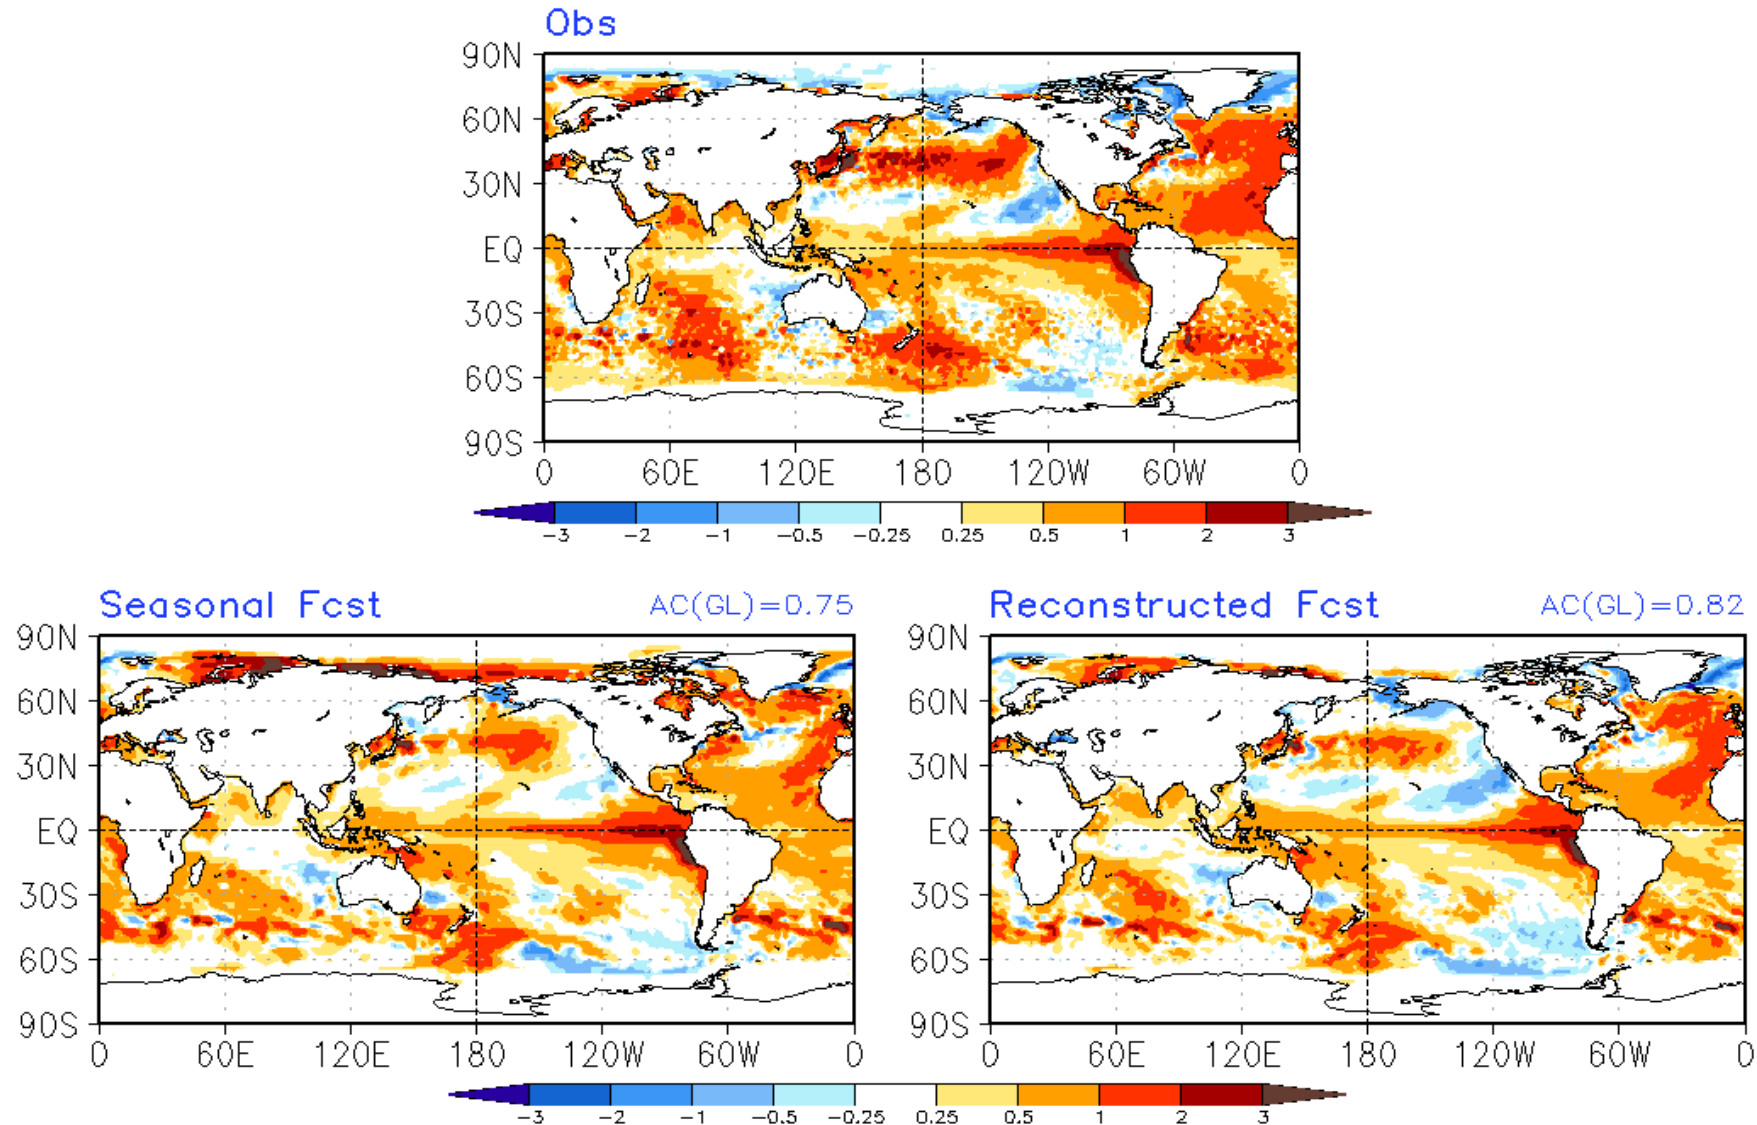 Obs
90N
60N
30N
EQ
30S
60S
90S
0 60E 120E 180 120W 60W 0
-3 -2 -1 -0.5 -0.25 0.25 0.5 1 2 3
Seasonal Fcst AC(GL)=0.75
90N
60N
30N
EQ
30S
60S
90S
0 60E 120E 180 120W 60W 0
Reconstructed Fcst AC(GL)=0.82
90N
60N
30N
EQ
30S
60S
90S
0 60E 120E 180 120W 60W 0
-3 -2 -1 -0.5 -0.25 0.25 0.5 1 2 3